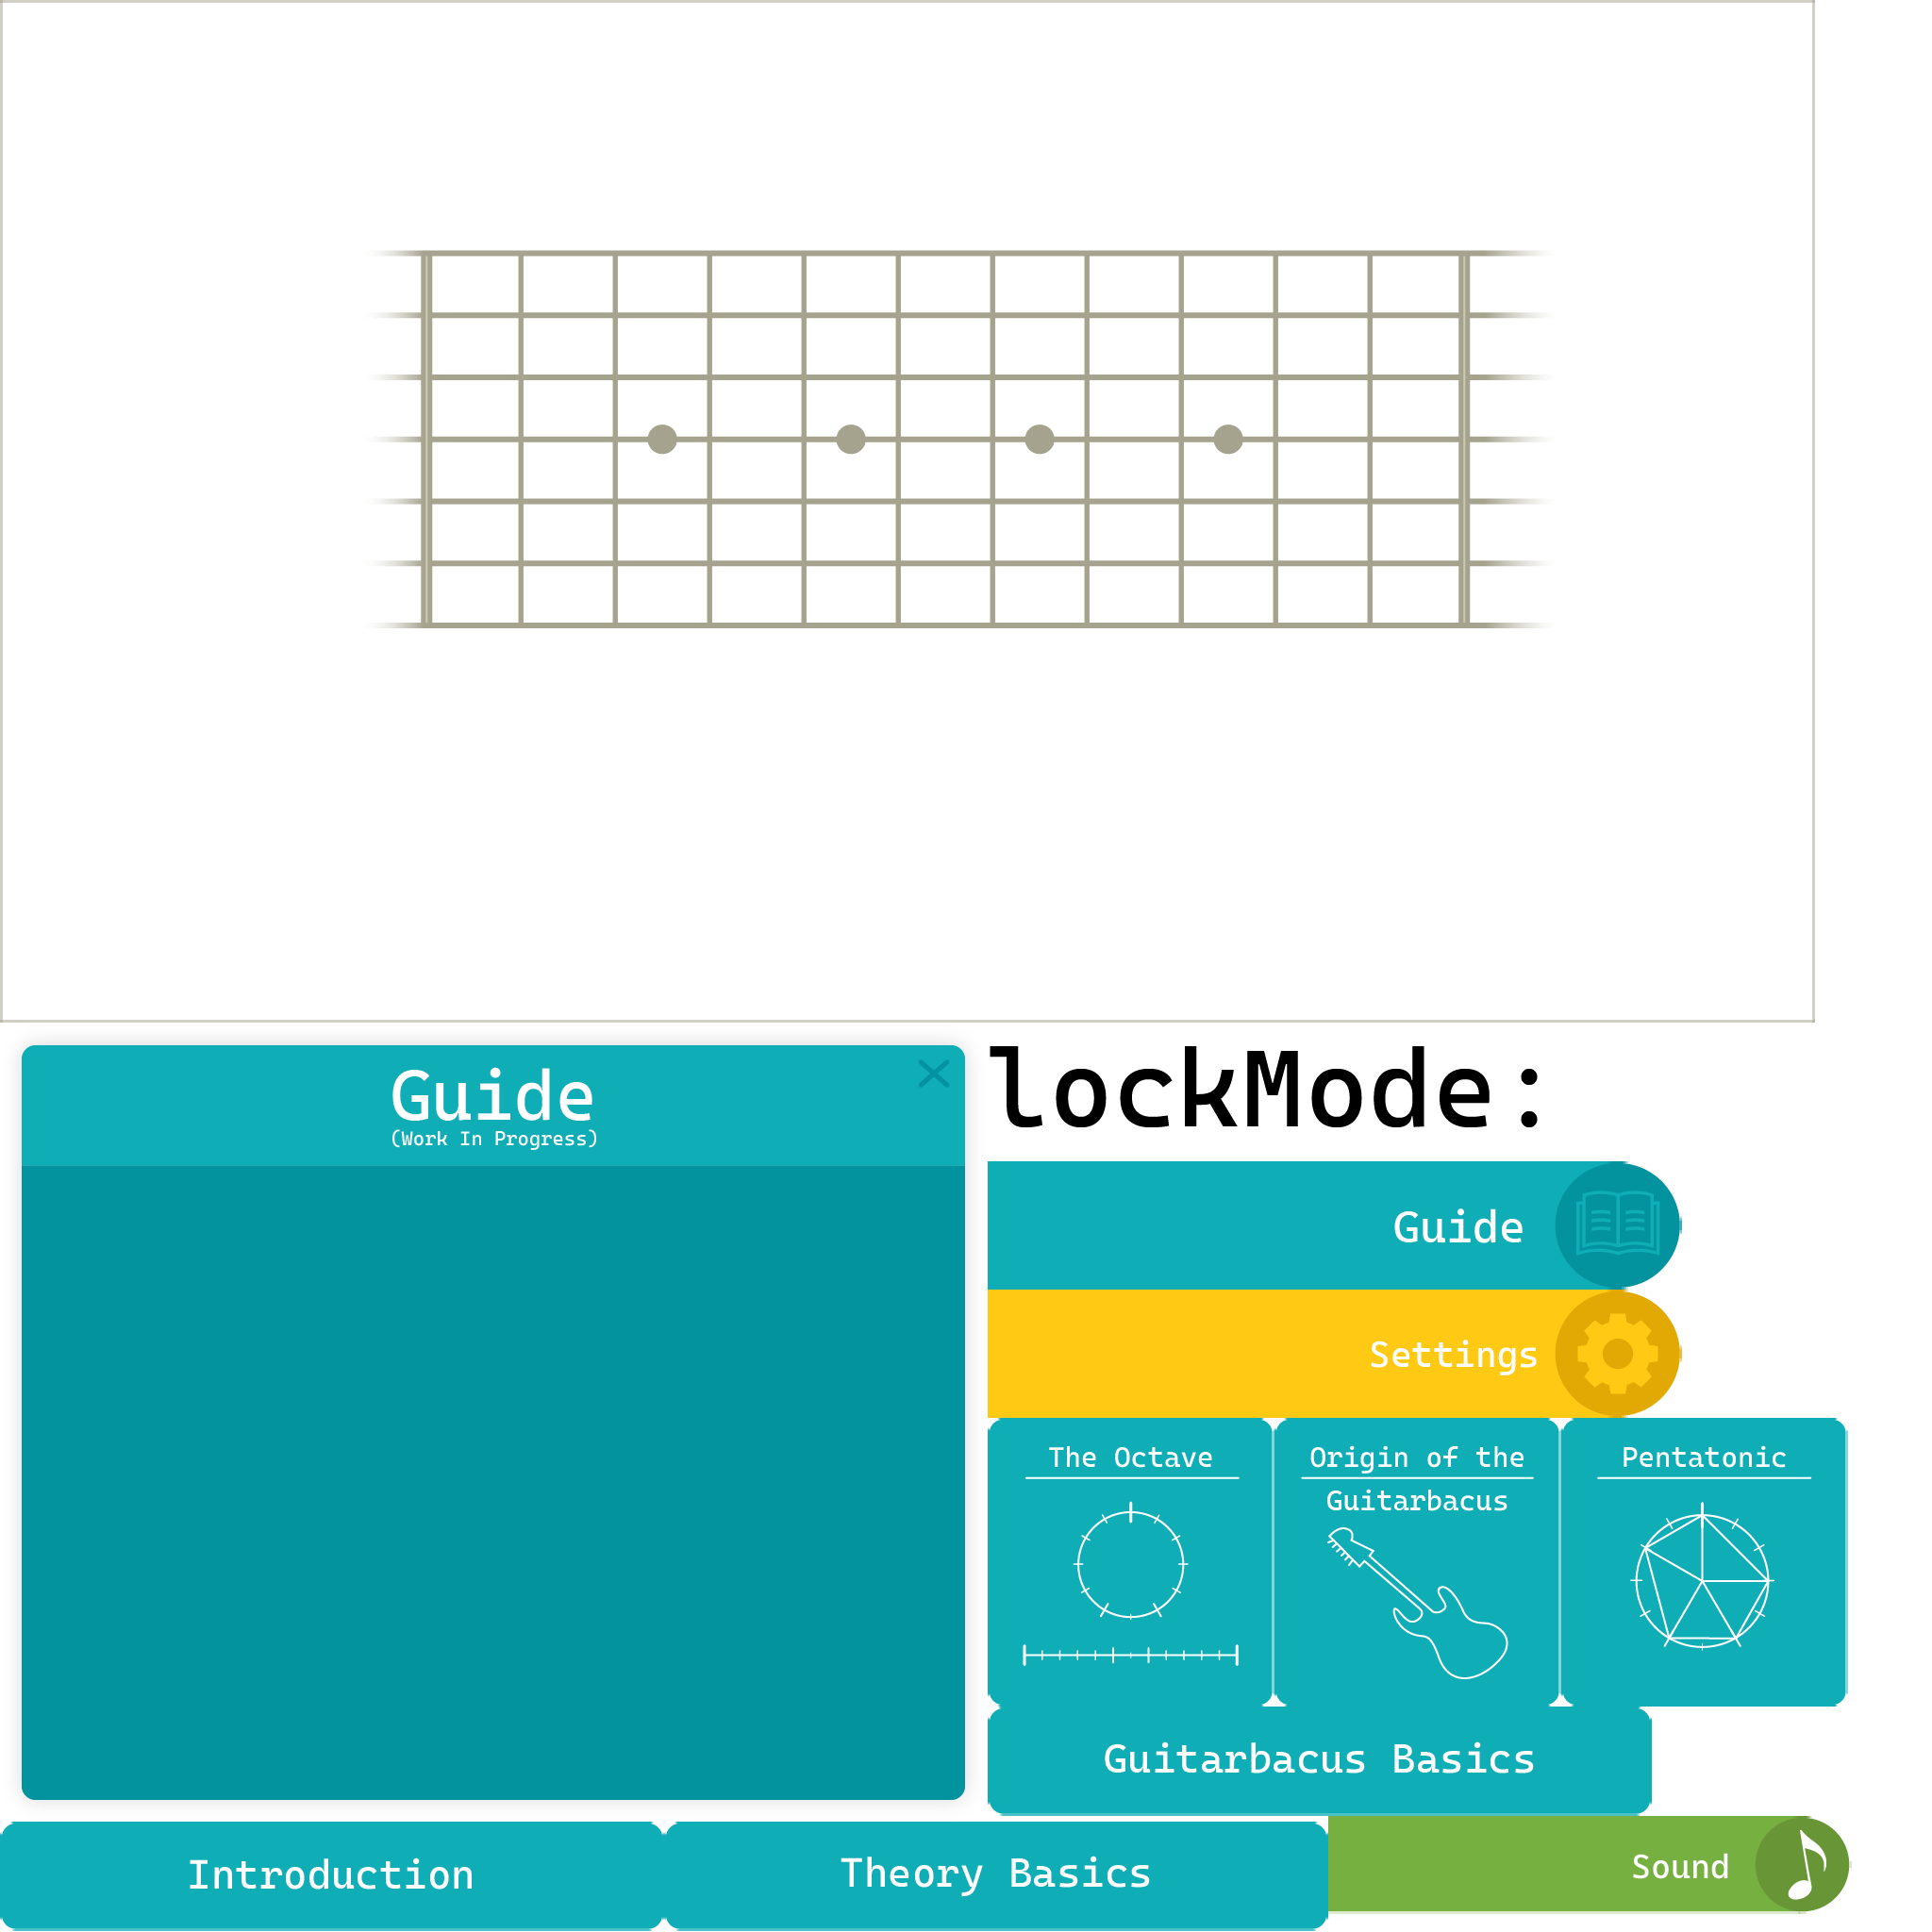 Guide
(Work In Progress)
lockMode:
Guide
Settings
The Octave
Origin of the
Guitarbacus
Pentatonic
Guitarbacus Basics
Introduction
Theory Basics
Sound